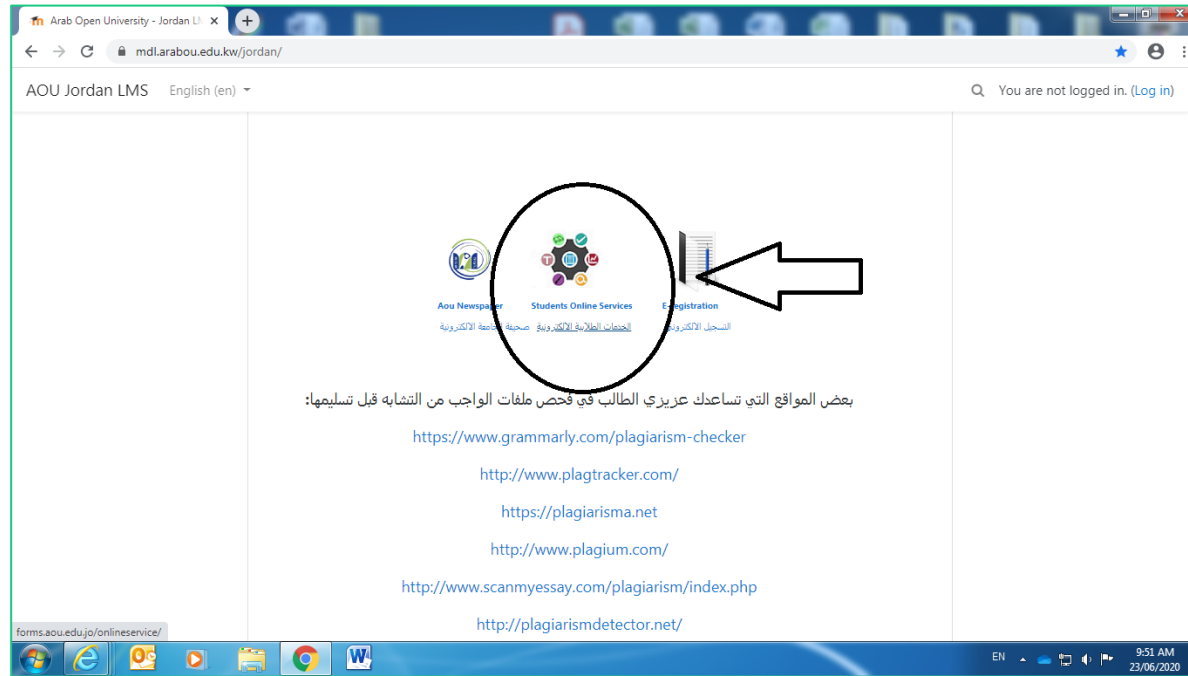 Arab Open University - Jordan L
mdl.arabou.edu.kw/jordan/
AOU Jordan LMS English (en)
You are not logged in. (Log in)
Aou Newspaper Students Online Services E-Registration
صحيفة الجامعة الالكترونية الخدمات الطلابية الالكترونية التسجيل الالكتروني
بعض المواقع التي تساعدك عزيزي الطالب في فحص ملفات الواجب من التشابه قبل تسليمها:
https://www.grammarly.com/plagiarism-checker
http://www.plagtracker.com/
https://plagiarisma.net
http://www.plagium.com/
http://www.scanmyessay.com/plagiarism/index.php
http://plagiarismdetector.net/
forms.aou.edu.jo/onlineservice/
EN 9:51 AM
23/06/2020